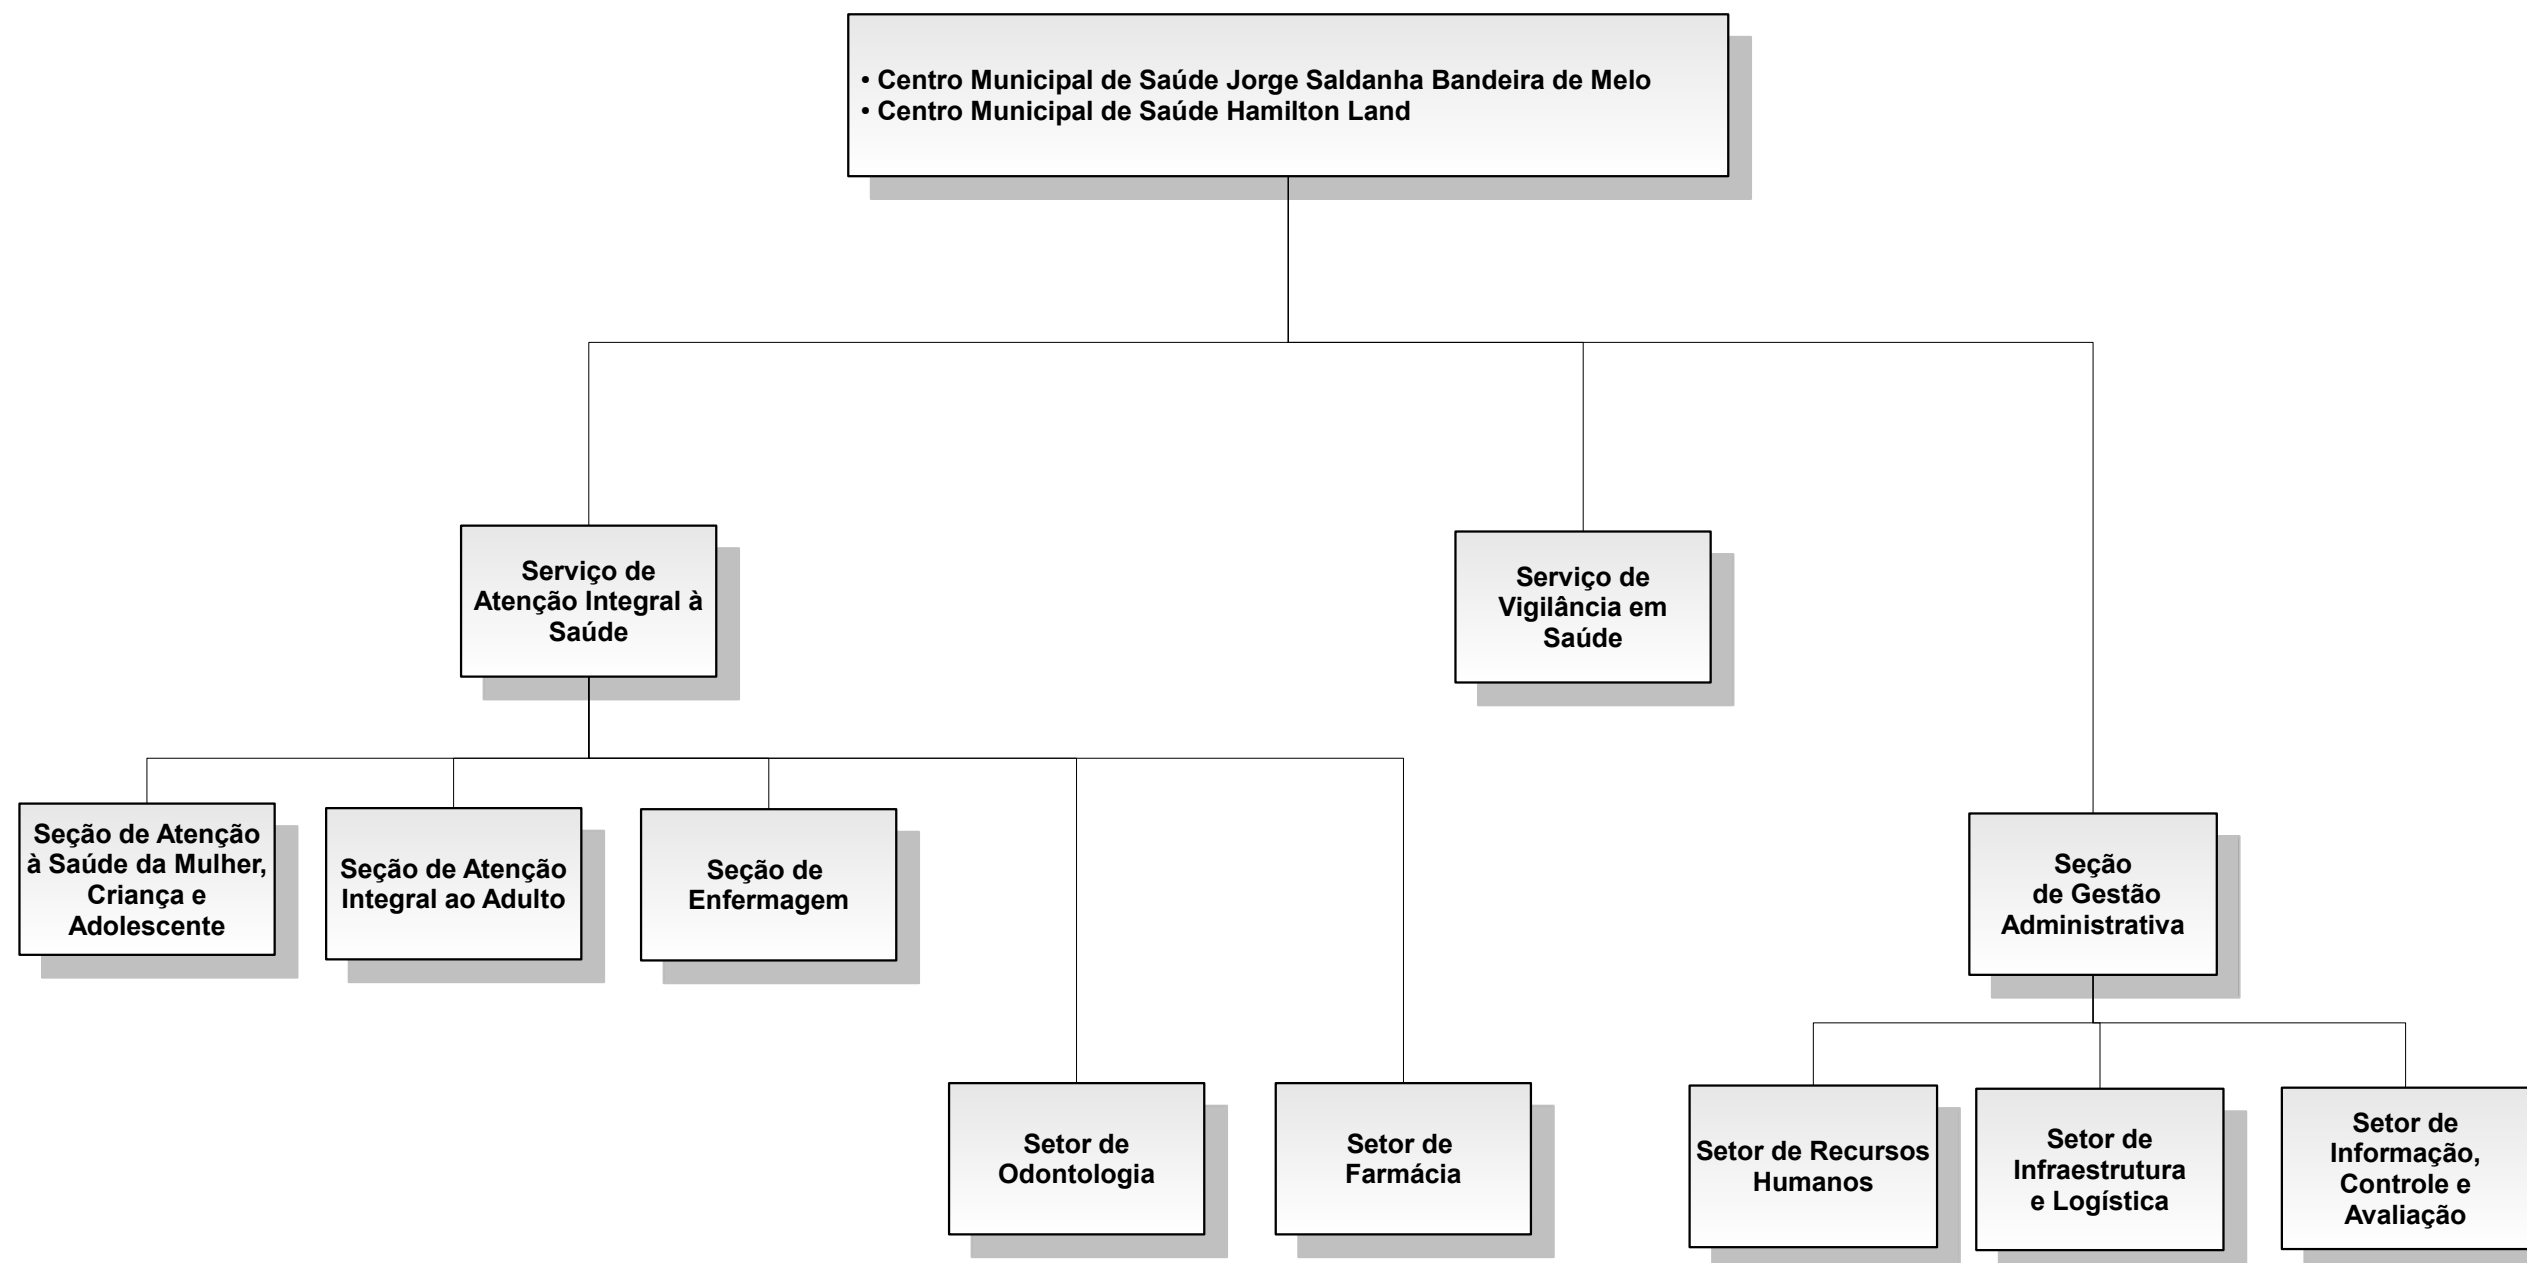 • Centro Municipal de Saúde Jorge Saldanha Bandeira de Melo
• Centro Municipal de Saúde Hamilton Land
Serviço de
Atenção Integral à
Saúde
Serviço de
Vigilância em
Saúde
Seção de Atenção
à Saúde da Mulher,
Criança e
Adolescente
Seção de Atenção
Integral ao Adulto
Seção de
Enfermagem
Seção
de Gestão
Administrativa
Setor de
Odontologia
Setor de
Farmácia
Setor de Recursos
Humanos
Setor de
Infraestrutura
e Logística
Setor de
Informação,
Controle e
Avaliação